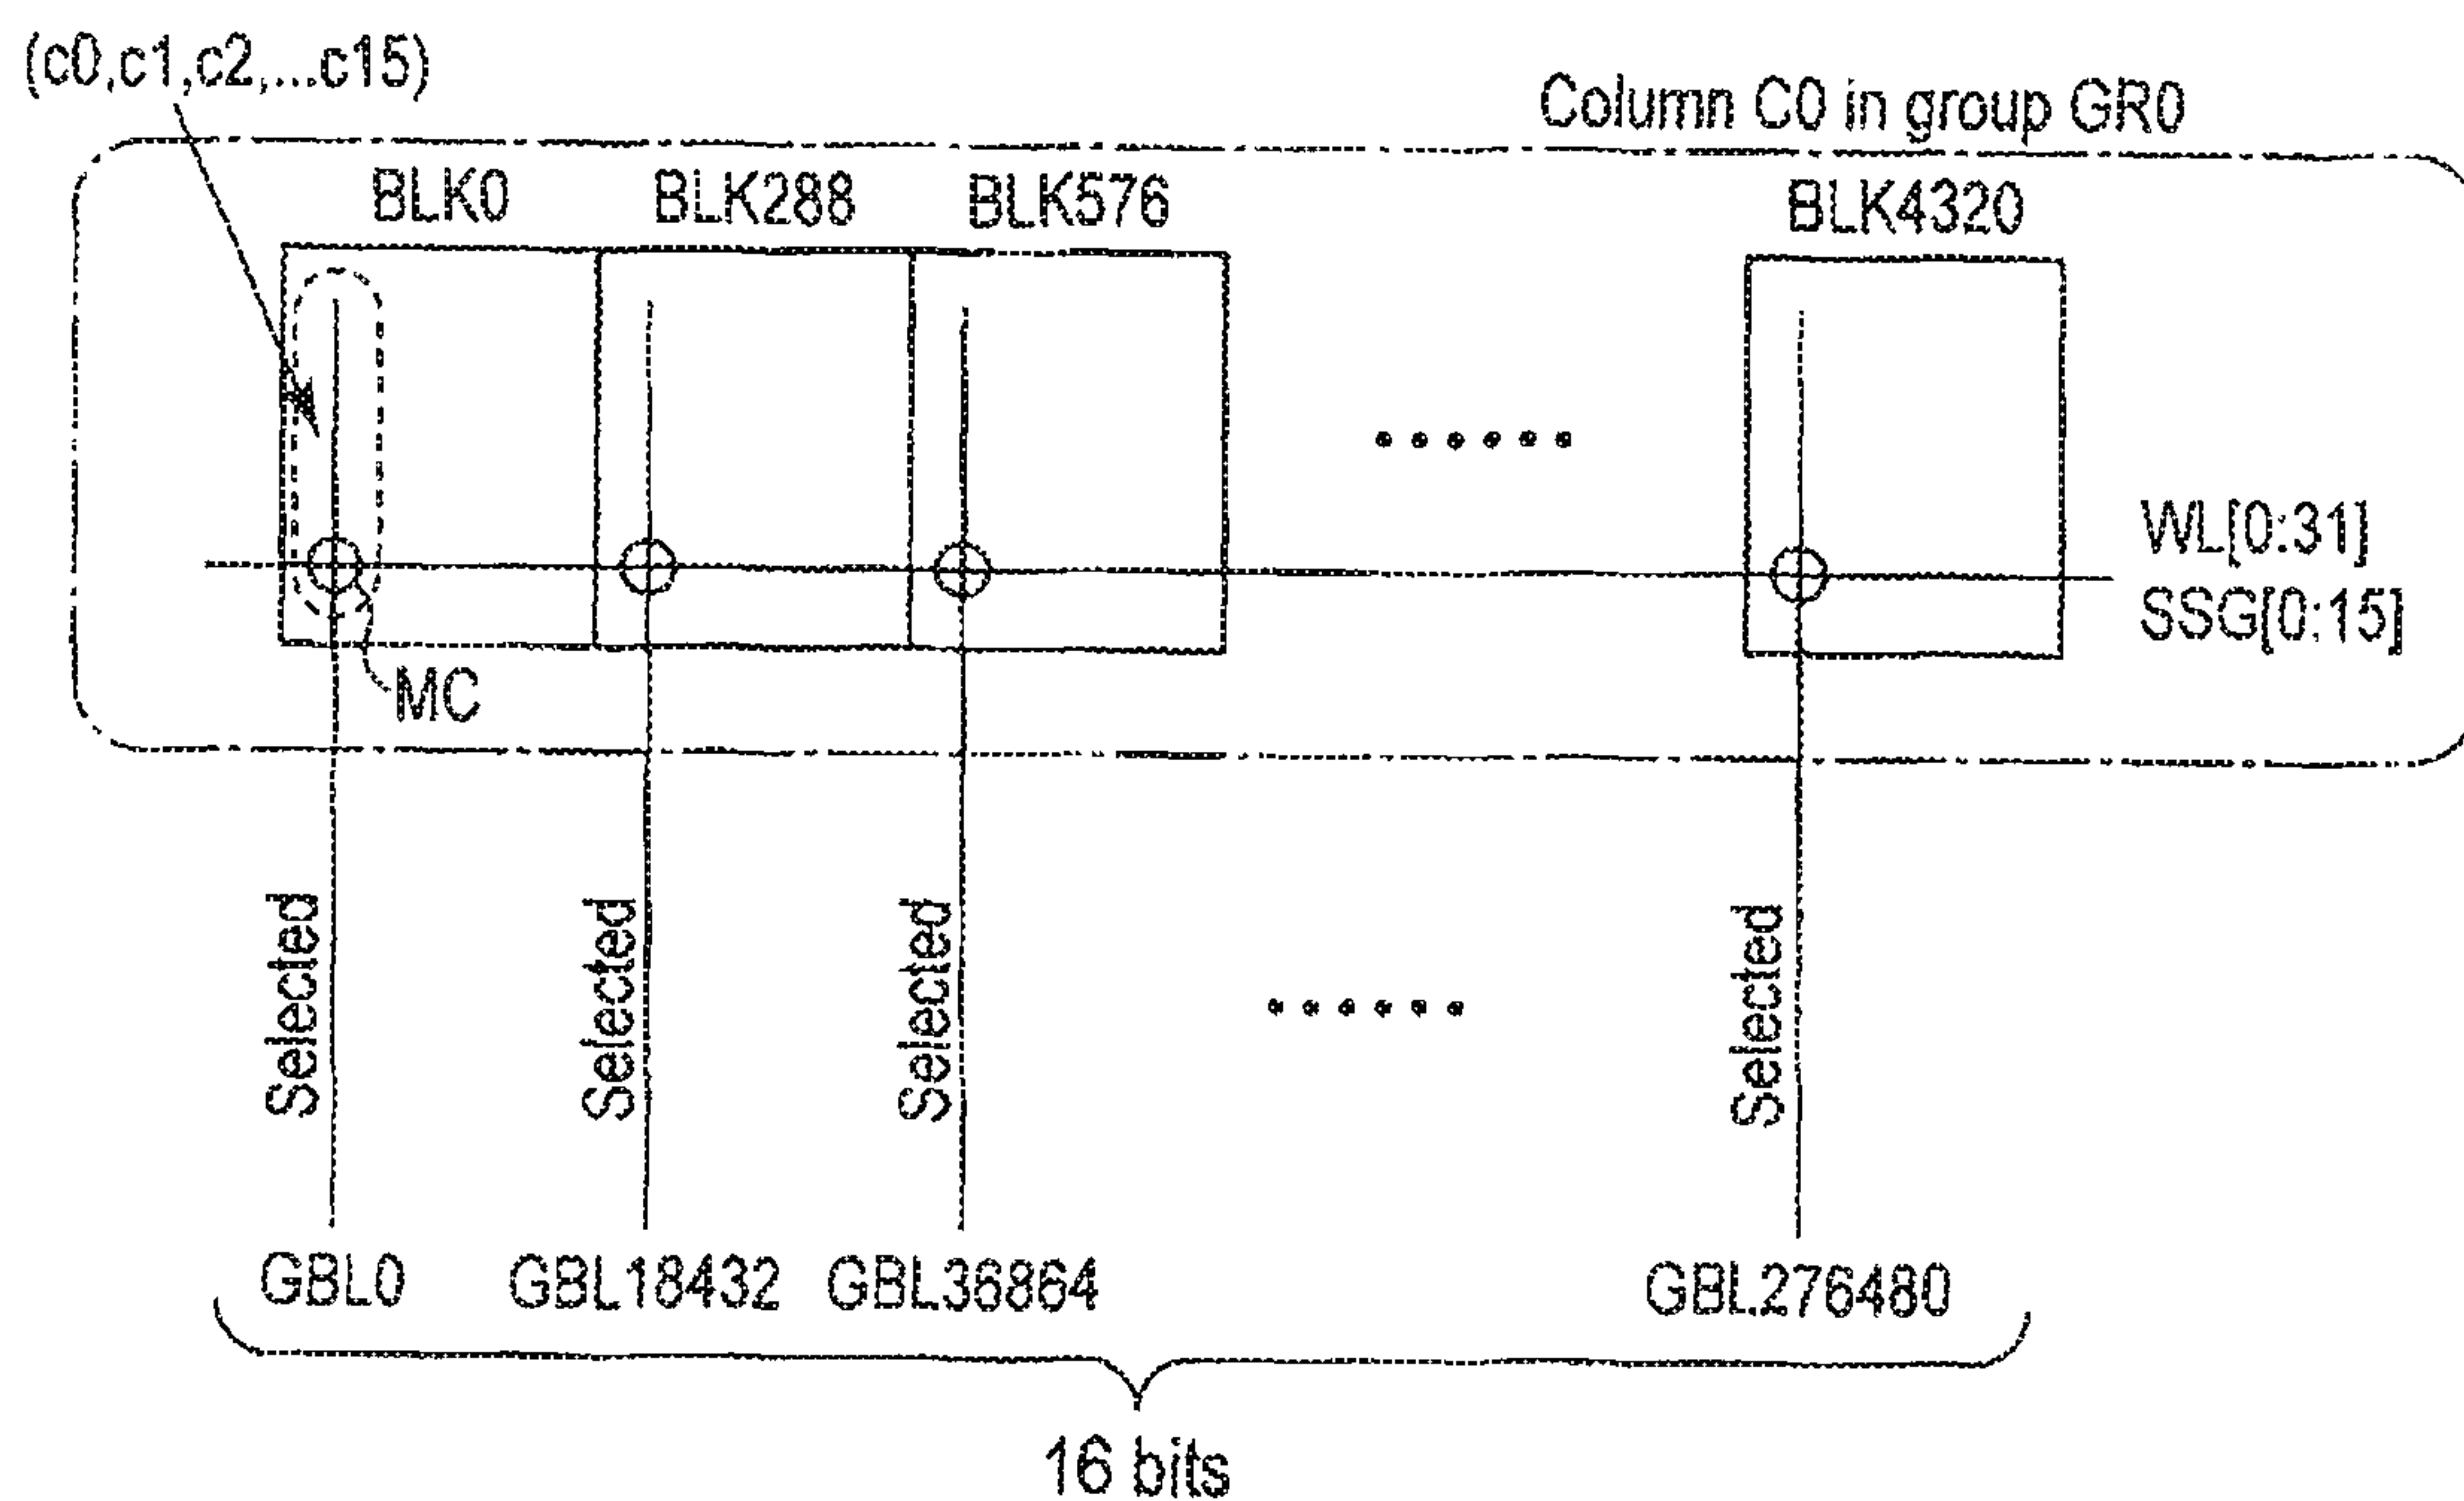 (c0,c1,c2,...c15)
Column C0 in group GR0
BLK0
BLK288
BLK576
BLK4320
WL[0:31]
SSG[0:15]
MC
Selected
Selected
Selected
Selected
GBL0
GBL18432
GBL36864
GBL276480
16 bits